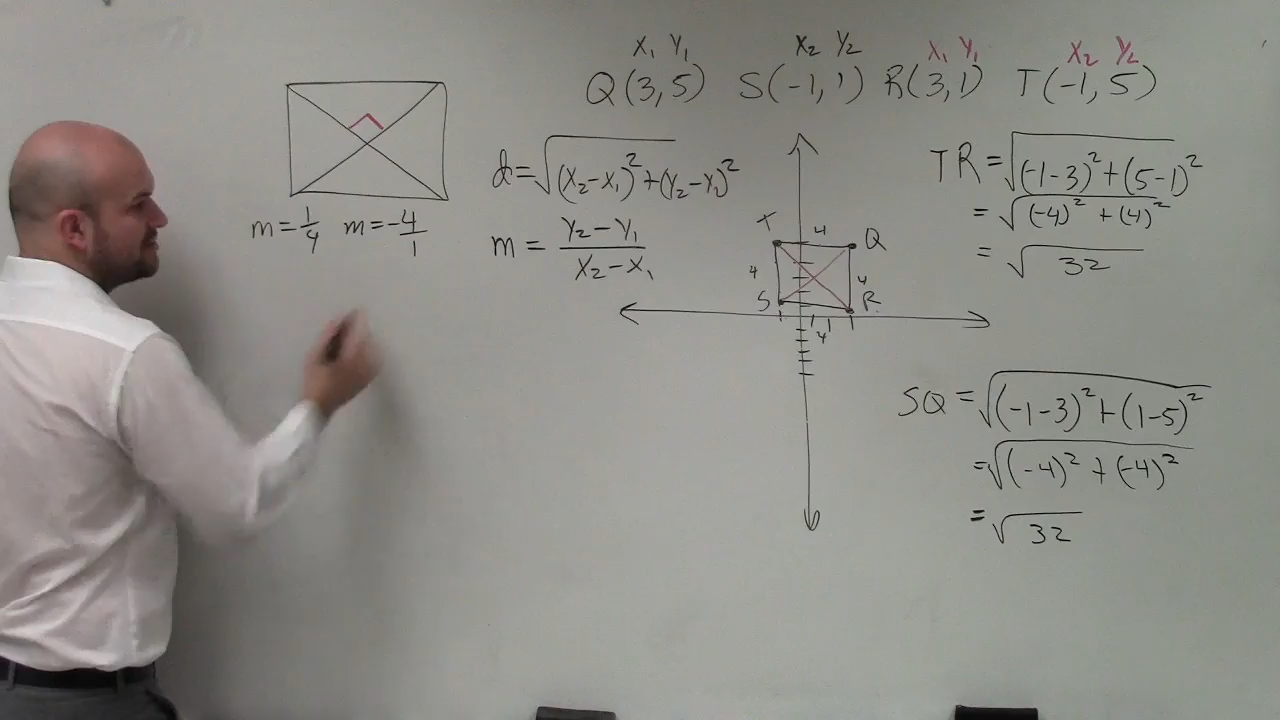 X₁ Y₁ X₂ Y₂ X₁ Y₁ X₂ Y₂
Q(3,5) S(-1,1) R(3,1) T(-1,5)
d=√(X₂-X₁)²+(Y₂-Y₁)²
m=1/4 m=-4/1
m = Y₂-Y₁/X₂-X₁
T 4 Q
4 4
S R
4
TR=√(-1-3)²+(5-1)²
=√(-4)²+(4)²
=√32
SQ=√(-1-3)²+(1-5)²
=√(-4)²+(-4)²
=√32